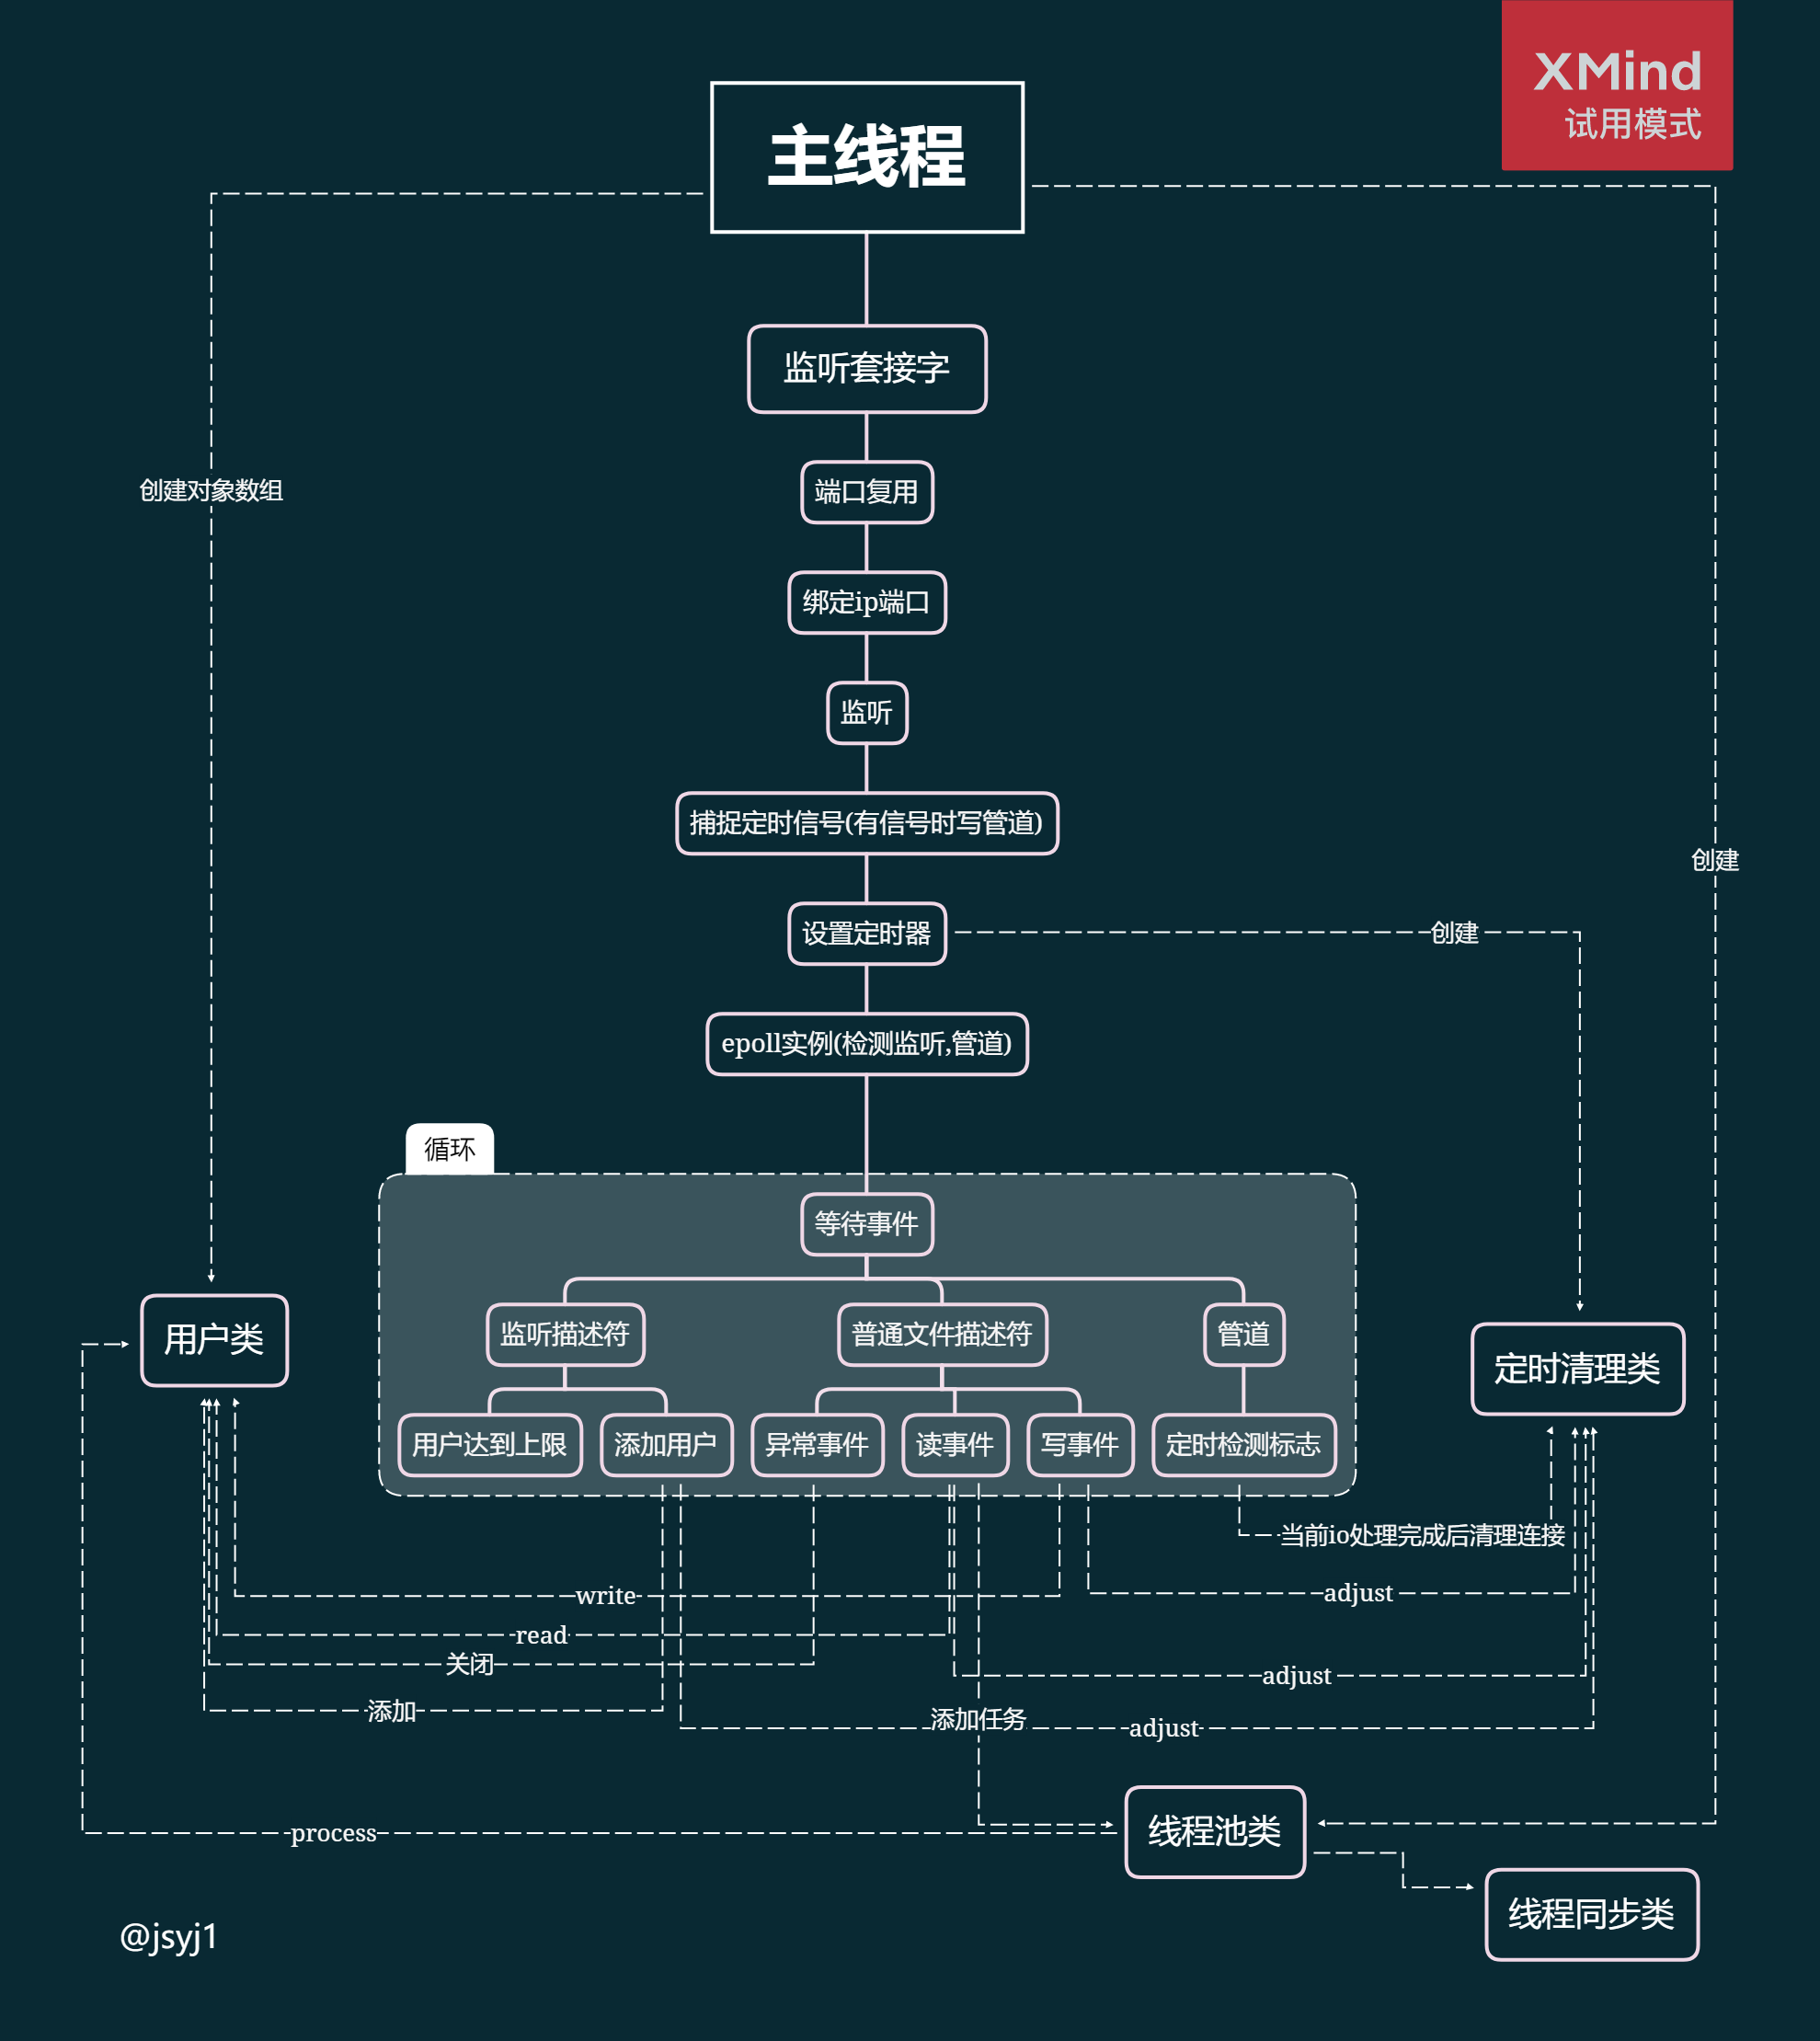 XMind
试用模式
主线程
监听套接字
创建对象数组
端口复用
绑定ip端口
监听
捕捉定时信号(有信号时写管道)
创建
设置定时器
创建
epoll实例(检测监听,管道)
循环
等待事件
用户类
监听描述符
普通文件描述符
管道
定时清理类
用户达到上限
添加用户
异常事件
读事件
写事件
定时检测标志
当前io处理完成后清理连接
write
adjust
read
关闭
adjust
添加
添加任务
adjust
process
线程池类
线程同步类
@jsyj1